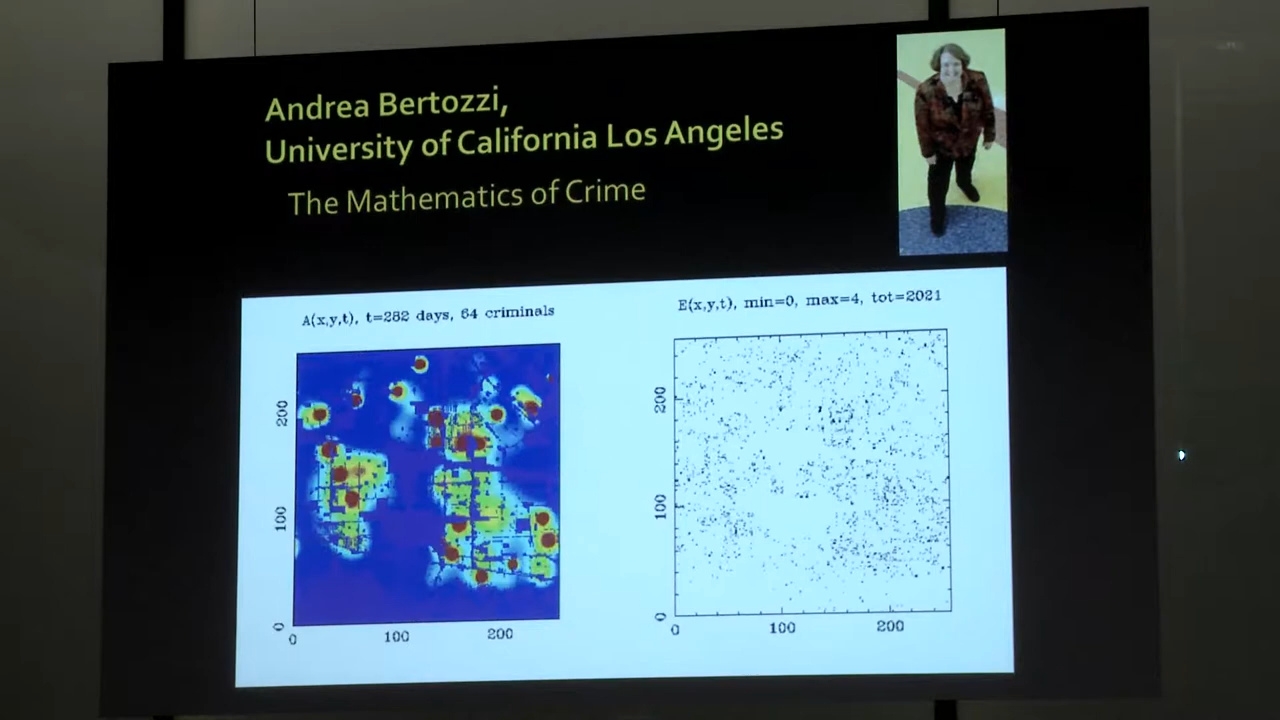 Andrea Bertozzi,
University of California Los Angeles
The Mathematics of Crime
A(x,y,t), t=282 days, 64 criminals
E(x,y,t), min=0, max=4, tot=2021
200
100
0
0 100 200
200
100
0
0 100 200